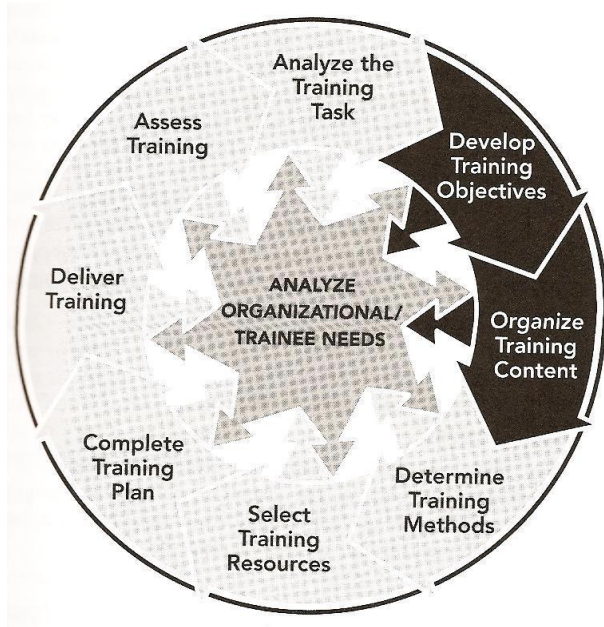 Analyze the
Training
Task
Develop
Training
Objectives
Organize
Training
Content
Determine
Training
Methods
Select
Training
Resources
Complete
Training
Plan
Deliver
Training
Assess
Training
ANALYZE
ORGANIZATIONAL/
TRAINEE NEEDS